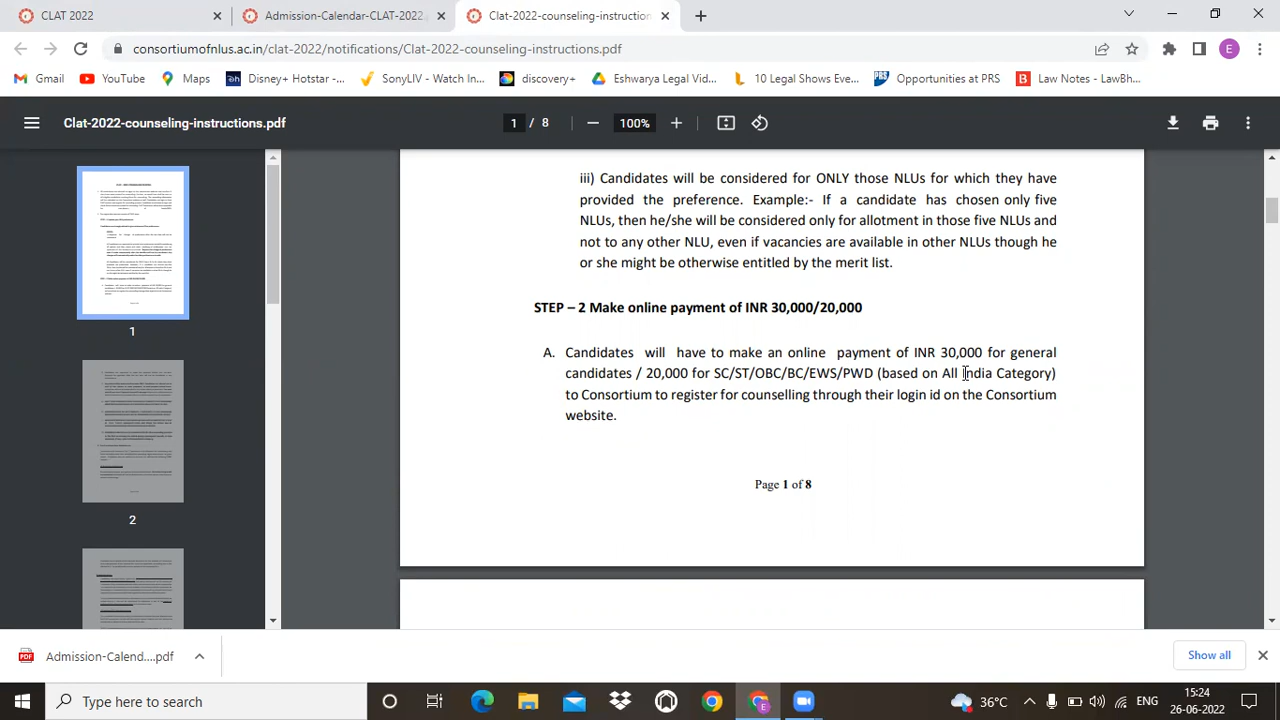 CLAT 2022
Admission-Calendar-CLAT-2022
Clat-2022-counseling-instruction
consortiumofnlus.ac.in/clat-2022/notifications/Clat-2022-counseling-instructions.pdf
E
Gmail
YouTube
Maps
Disney+ Hotstar -...
SonyLIV - Watch In...
discovery+
Eshwarya Legal Vid...
10 Legal Shows Eve...
PRS
Opportunities at PRS
B
Law Notes - LawBh...
Clat-2022-counseling-instructions.pdf
1 / 8
100%
iii) Candidates will be considered for ONLY those NLUs for which they have
provided the preference. Example:- If a candidate has chosen only five
NLUs, then he/she will be considered only for allotment in those five NLUs and
not to any other NLU, even if vacancies are available in other NLUs though he
or she might be otherwise entitled by the merit list.
STEP – 2 Make online payment of INR 30,000/20,000
A. Candidates will have to make an online payment of INR 30,000 for general
candidates / 20,000 for SC/ST/OBC/BC/EWS/PWD (based on All India Category)
to Consortium to register for counselling through their login id on the Consortium
website.
Page 1 of 8
1
2
Admission-Calend....pdf
Show all
Type here to search
36°C
ENG
15:24
26-06-2022